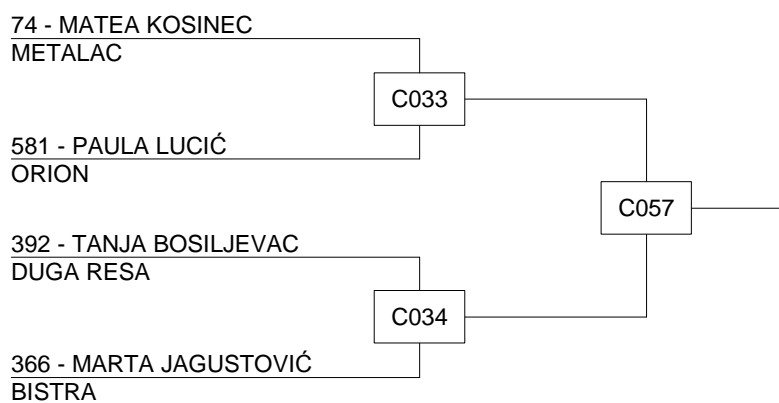 74 - MATEA KOSINEC
METALAC
C033
581 - PAULA LUCIĆ
ORION
C057
392 - TANJA BOSILJEVAC
DUGA RESA
C034
366 - MARTA JAGUSTOVIĆ
BISTRA